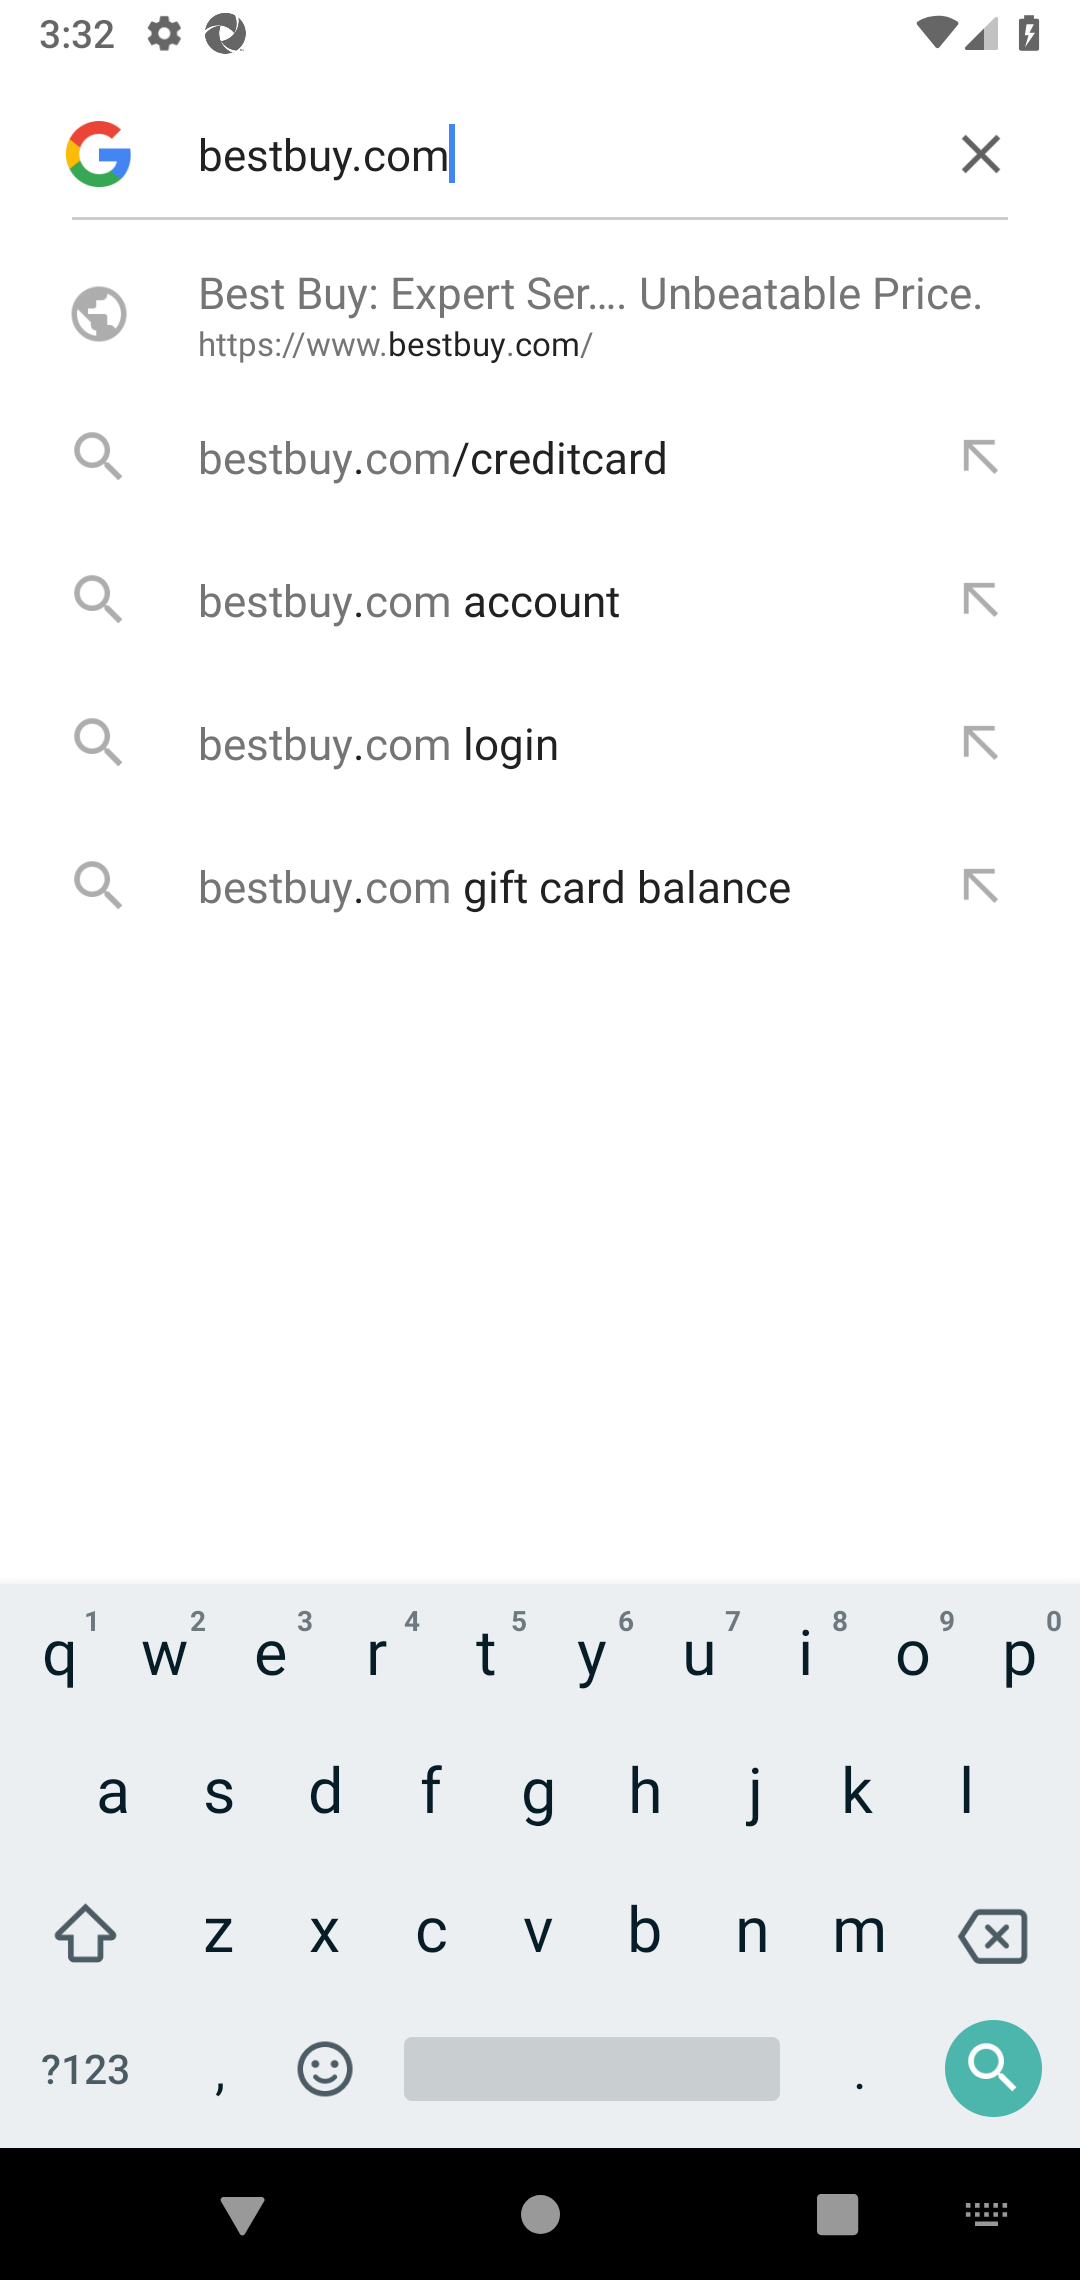 3:32
bestbuy.com
Best Buy: Expert Ser.... Unbeatable Price.
https://www.bestbuy.com/
bestbuy.com/creditcard
bestbuy.com account
bestbuy.com login
bestbuy.com gift card balance
1 2 3 4 5 6 7 8 9 0
q w e r t y u i o p
a s d f g h j k l
z x c v b n m
?123 , .